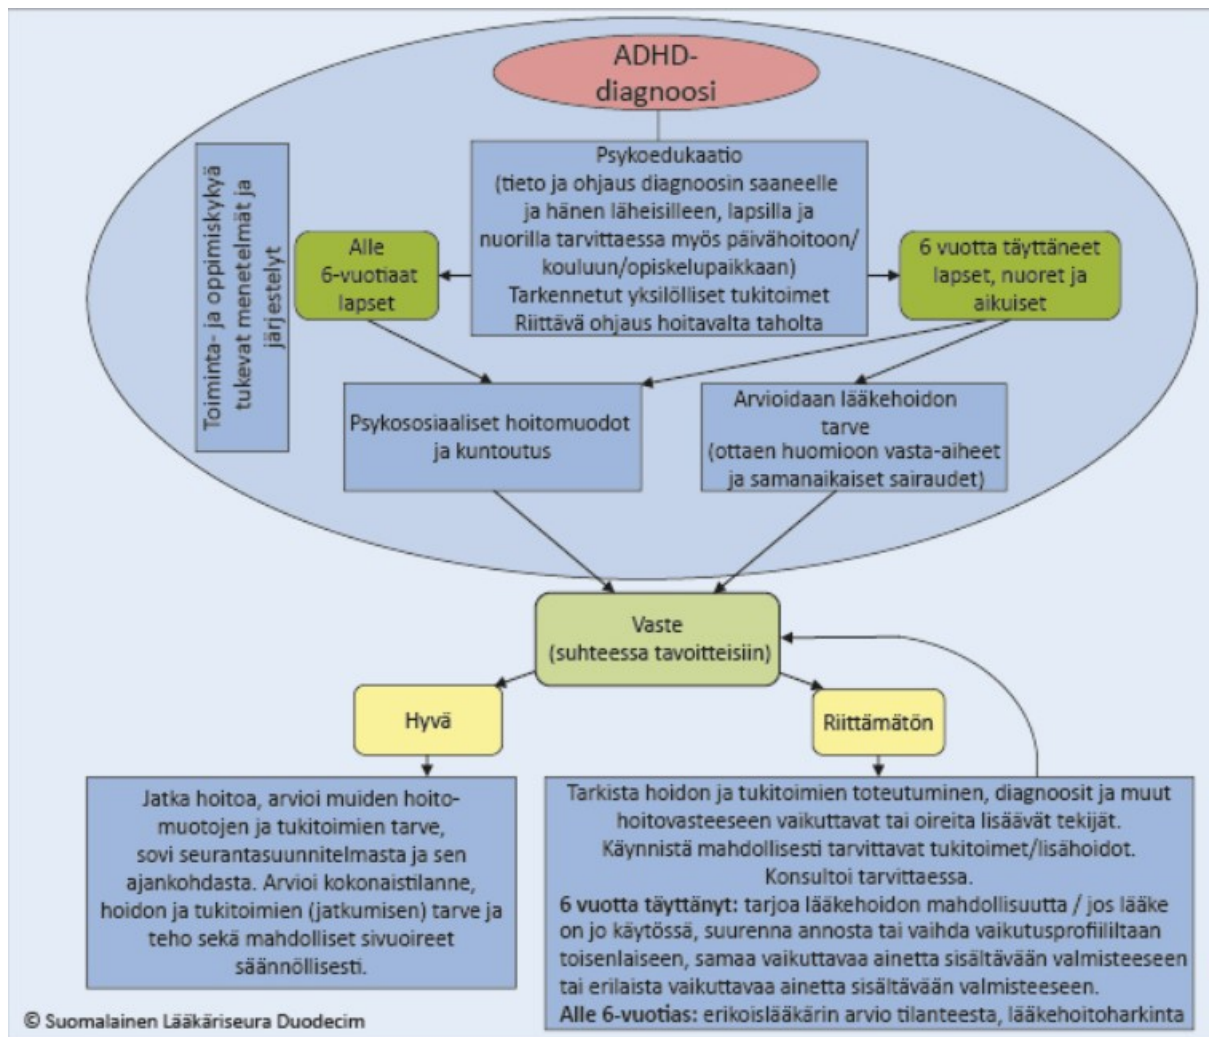 ADHD-
diagnoosi
Psykoedukaatio
(tieto ja ohjaus diagnoosin saaneelle
ja hänen läheisilleen, lapsilla ja
nuorilla tarvittaessa myös päivähoitoon/
kouluun/opiskelupaikkaan)
Tarkennetut yksilölliset tukitoimet
Riittävä ohjaus hoitavalta taholta
Toiminta- ja oppimiskykyä
tukevat menetelmät ja
järjestelyt
Alle
6-vuotiaat
lapset
6 vuotta täyttäneet
lapset, nuoret ja
aikuiset
Psykososiaaliset hoitomuodot
ja kuntoutus
Arvioidaan lääkehoidon
tarve
(ottaen huomioon vasta-aiheet
ja samanaikaiset sairaudet)
Vaste
(suhteessa tavoitteisiin)
Hyvä
Riittämätön
Jatka hoitoa, arvioi muiden hoito-
muotojen ja tukitoimien tarve,
sovi seurantasuunnitelmasta ja sen
ajankohdasta. Arvioi kokonaistilanne,
hoidon ja tukitoimien (jatkumisen) tarve ja
teho sekä mahdolliset sivuoireet
säännöllisesti.
Tarkista hoidon ja tukitoimien toteutuminen, diagnoosit ja muut
hoitovasteeseen vaikuttavat tai oireita lisäävät tekijät.
Käynnistä mahdollisesti tarvittavat tukitoimet/lisähoidot.
Konsultoi tarvittaessa.
6 vuotta täyttänyt: tarjoa lääkehoidon mahdollisuutta / jos lääke
on jo käytössä, suurenna annosta tai vaihda vaikutusprofiililtaan
toisenlaiseen, samaa vaikuttavaa ainetta sisältävään valmisteeseen
tai erilaista vaikuttavaa ainetta sisältävään valmisteeseen.
Alle 6-vuotias: erikoislääkärin arvio tilanteesta, lääkehoitoharkinta
© Suomalainen Lääkäriseura Duodecim